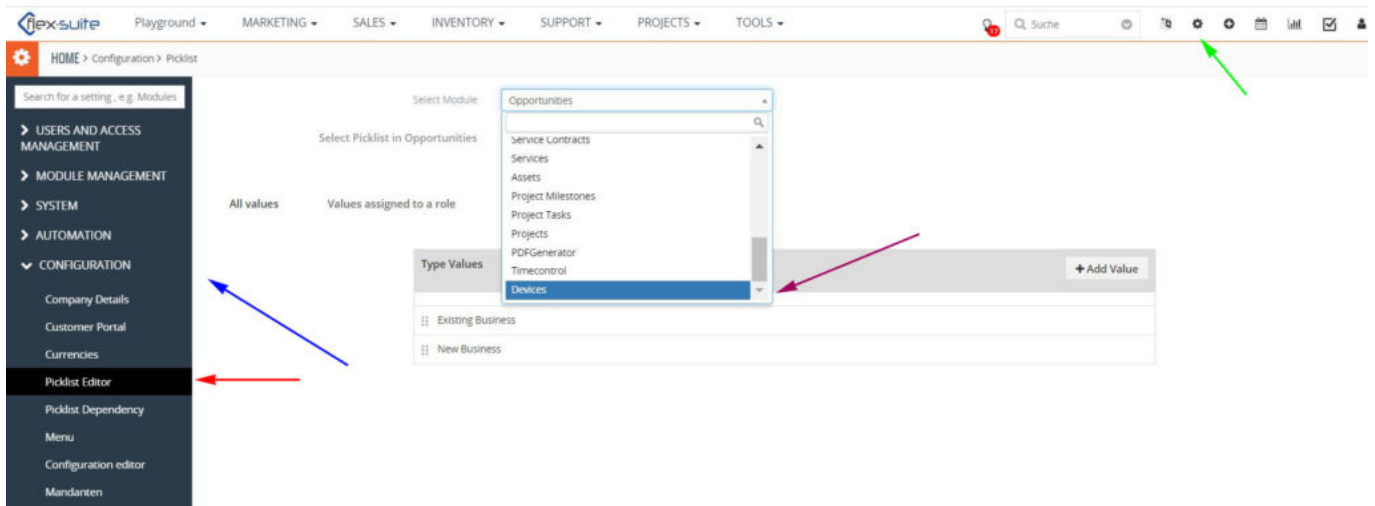 flex-suite Playground MARKETING SALES INVENTORY SUPPORT PROJECTS TOOLS 17 Suche
HOME > Configuration > Picklist
Search for a setting , e.g. Modules
USERS AND ACCESS
MANAGEMENT
MODULE MANAGEMENT
SYSTEM
AUTOMATION
CONFIGURATION
Company Details
Customer Portal
Currencies
Picklist Editor
Picklist Dependency
Menu
Configuration editor
Mandanten
Select Module Opportunities
Select Picklist in Opportunities
Service Contracts
Services
Assets
Project Milestones
Project Tasks
Projects
PDFGenerator
Timecontrol
Devices
All values Values assigned to a role
Type Values + Add Value
Existing Business
New Business